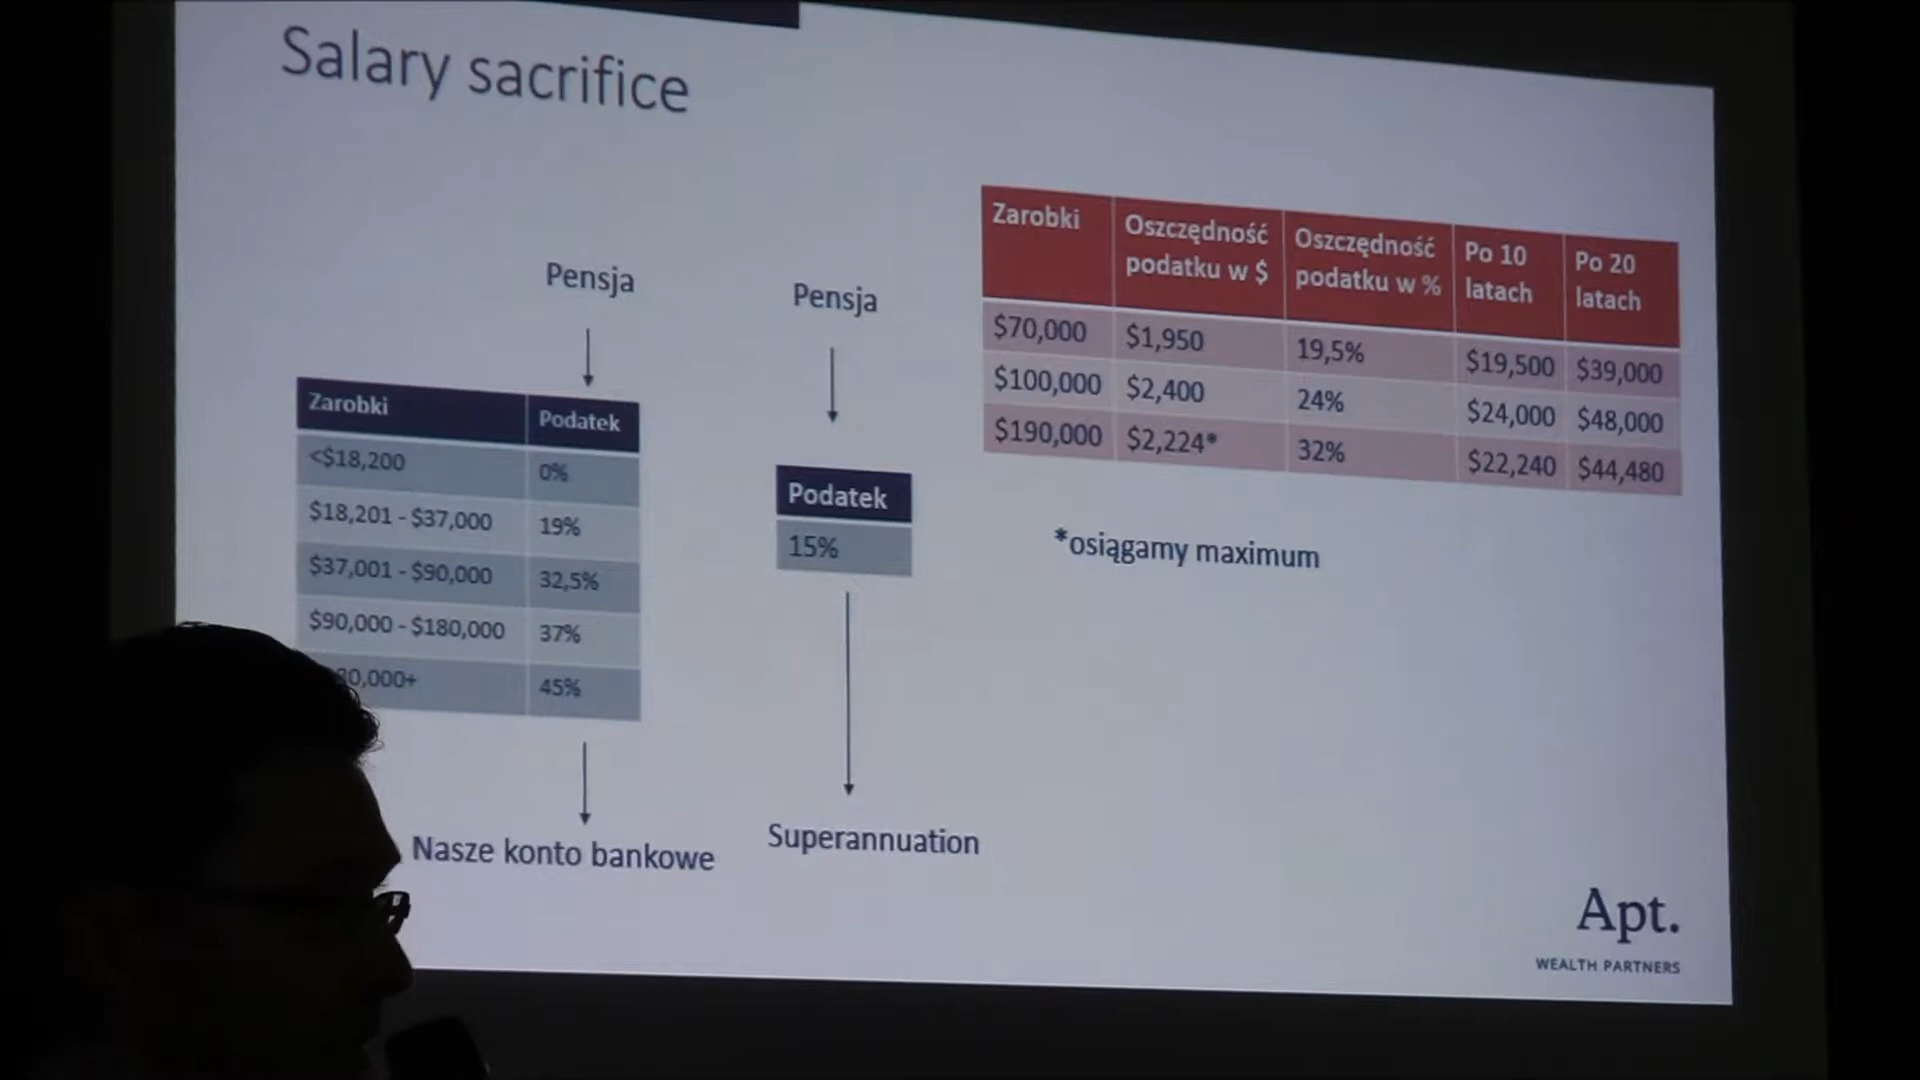 Salary sacrifice
Pensja
Zarobki Podatek
<$18,200 0%
$18,201 - $37,000 19%
$37,001 - $90,000 32,5%
$90,000 - $180,000 37%
80,000+ 45%
Nasze konto bankowe
Pensja
Podatek
15%
Superannuation
Zarobki Oszczędność Oszczędność Po 10 Po 20
podatku w $ podatku w % latach latach
$70,000 $1,950 19,5% $19,500 $39,000
$100,000 $2,400 24% $24,000 $48,000
$190,000 $2,224* 32% $22,240 $44,480
*osiągamy maximum
Apt.
WEALTH PARTNERS